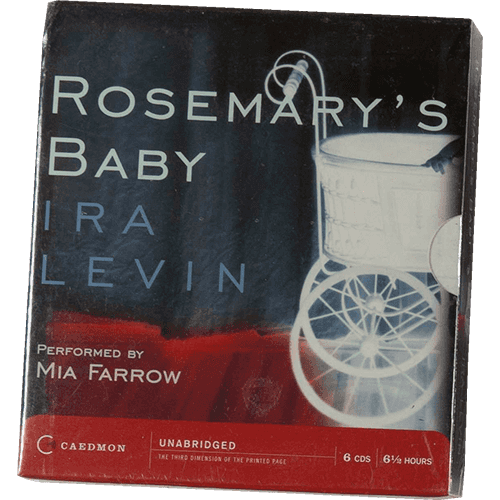 ROSEMARY'S
BABY
IRA
LEVIN
PERFORMED BY
MIA FARROW
CAEDMON
UNABRIDGED
THE THIRD DIMENSION OF THE PRINTED PAGE
6 CDS
6½ HOURS